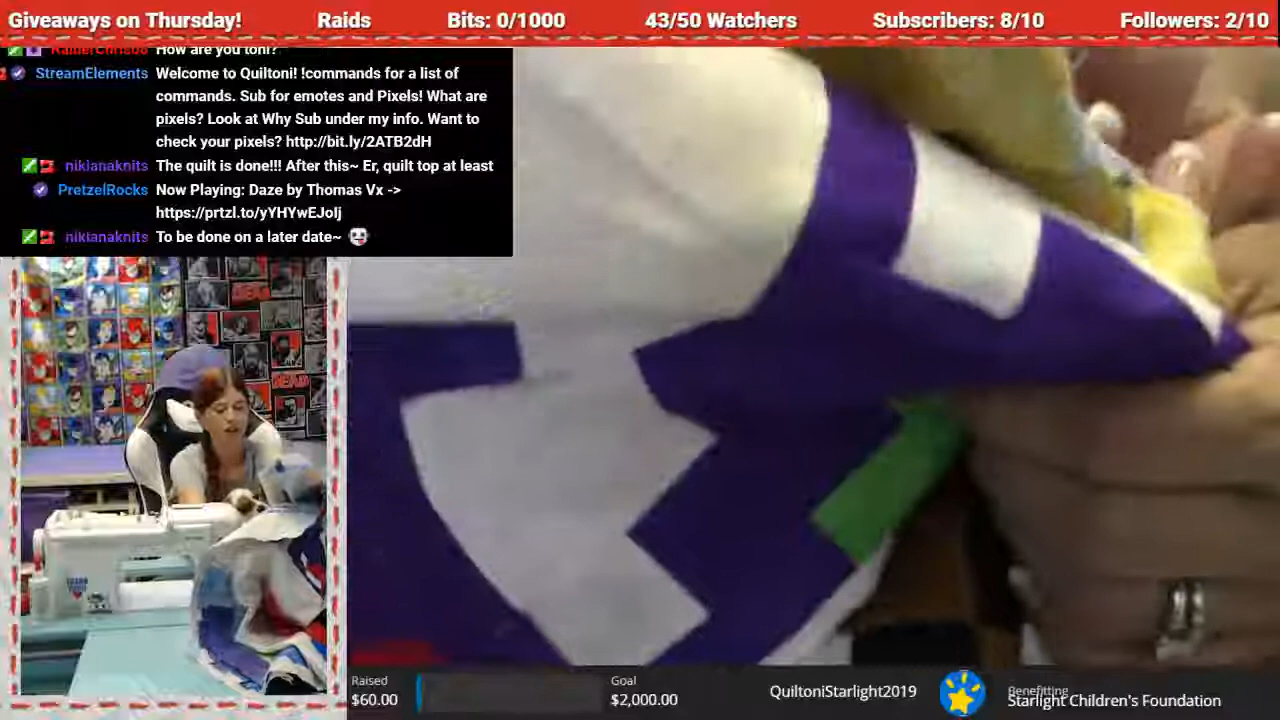 Giveaways on Thursday! Raids Bits: 0/1000 43/50 Watchers Subscribers: 8/10 Followers: 2/10
How are you toni?
StreamElements Welcome to Quiltoni! !commands for a list of
commands. Sub for emotes and Pixels! What are
pixels? Look at Why Sub under my info. Want to
check your pixels? http://bit.ly/2ATB2dH
nikianaknits The quilt is done!!! After this~ Er, quilt top at least
PretzelRocks Now Playing: Daze by Thomas Vx ->
https://prtzl.to/yYHYwEJolj
nikianaknits To be done on a later date~
DEAD
DEAD
Raised Goal
$60.00 $2,000.00
QuiltoniStarlight2019
Benefitting
Starlight Children's Foundation